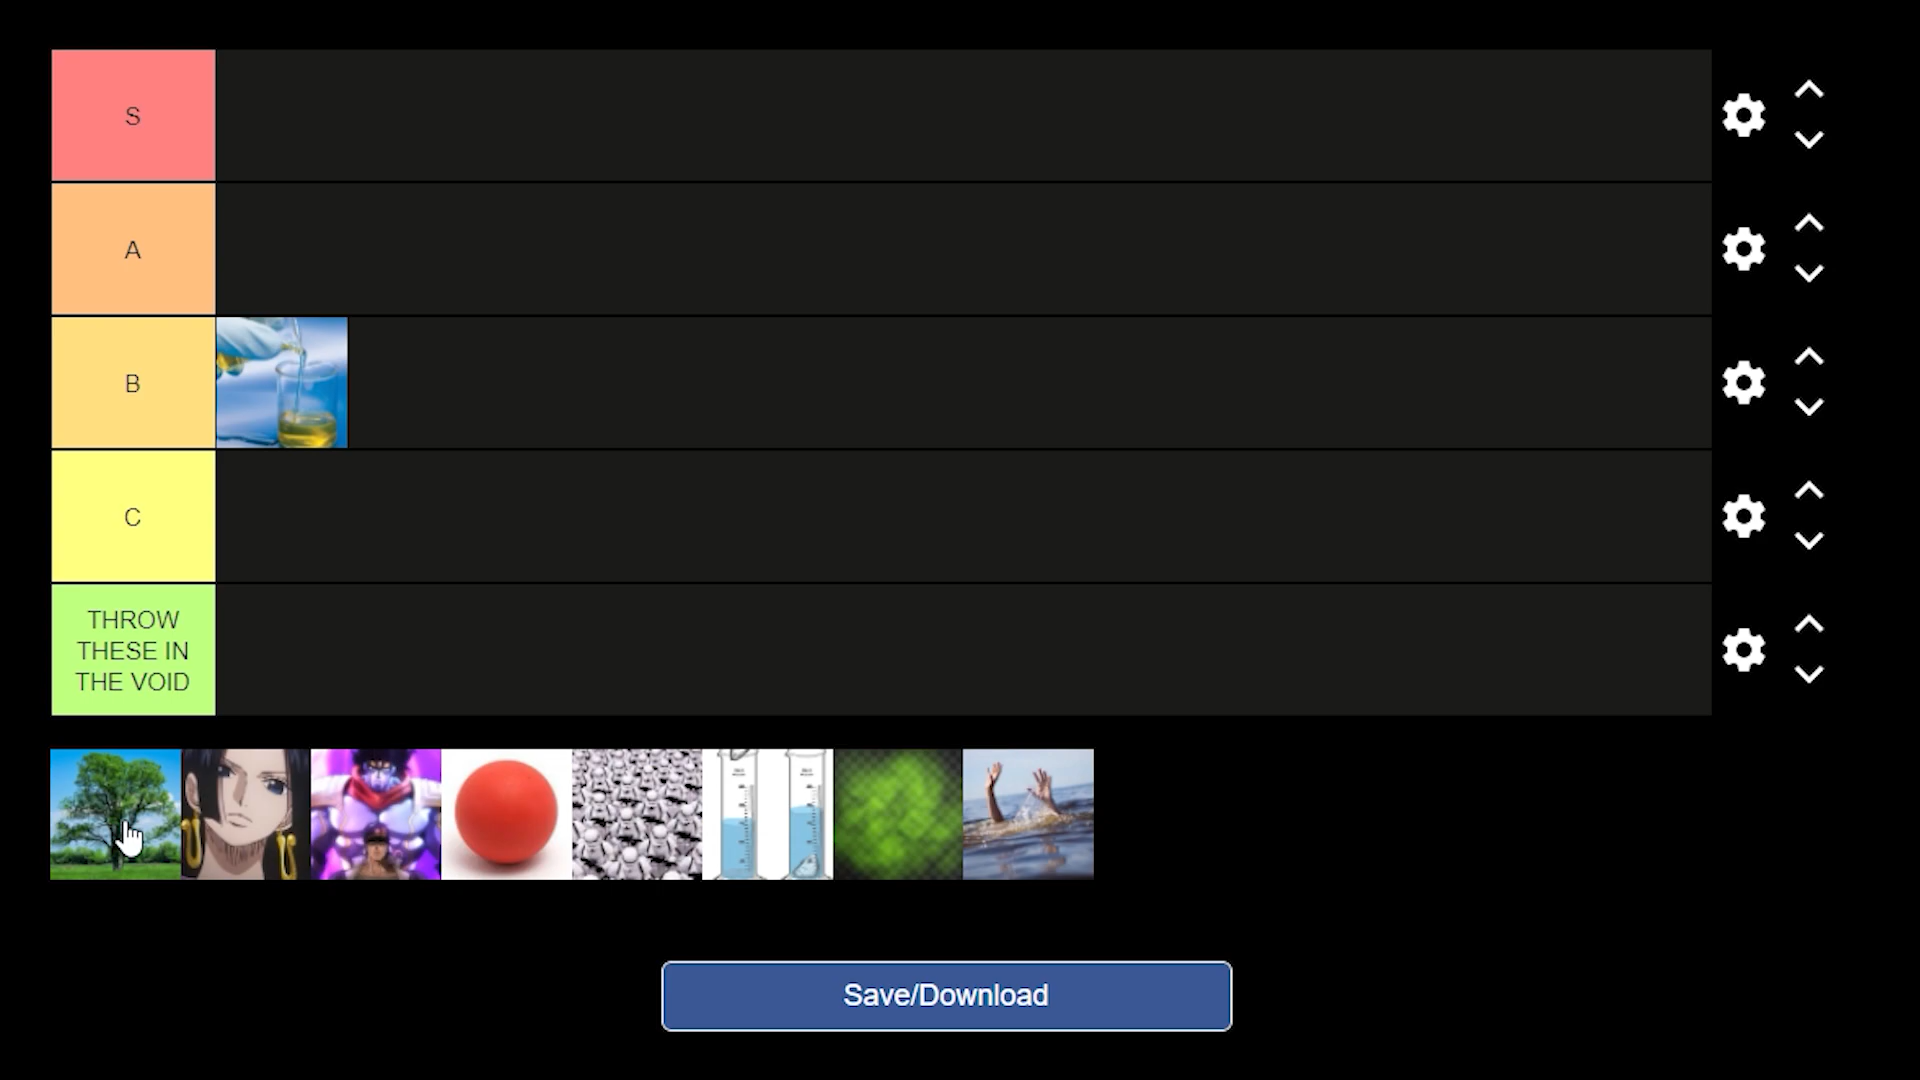 S
A
B
C
THROW
THESE IN
THE VOID
Save/Download